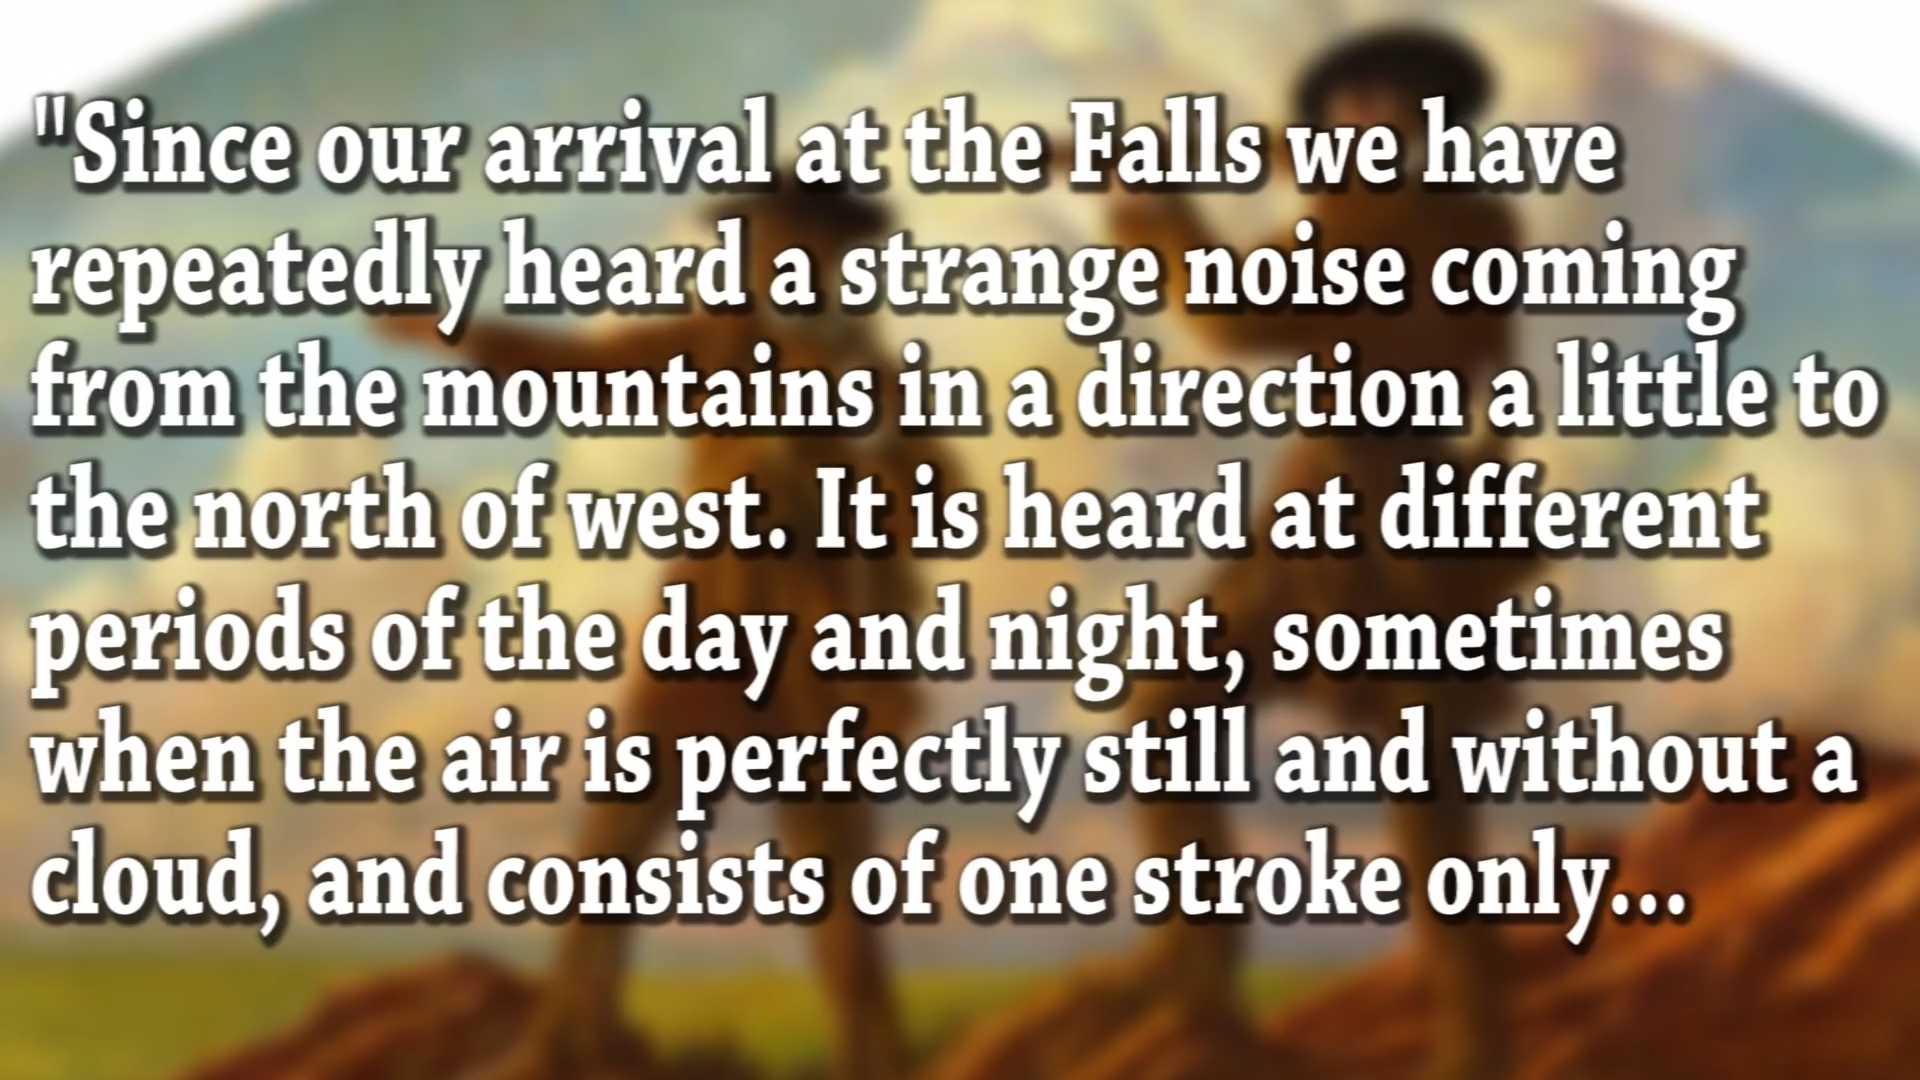 "Since our arrival at the Falls we have
repeatedly heard a strange noise coming
from the mountains in a direction a little to
the north of west. It is heard at different
periods of the day and night, sometimes
when the air is perfectly still and without a
cloud, and consists of one stroke only...